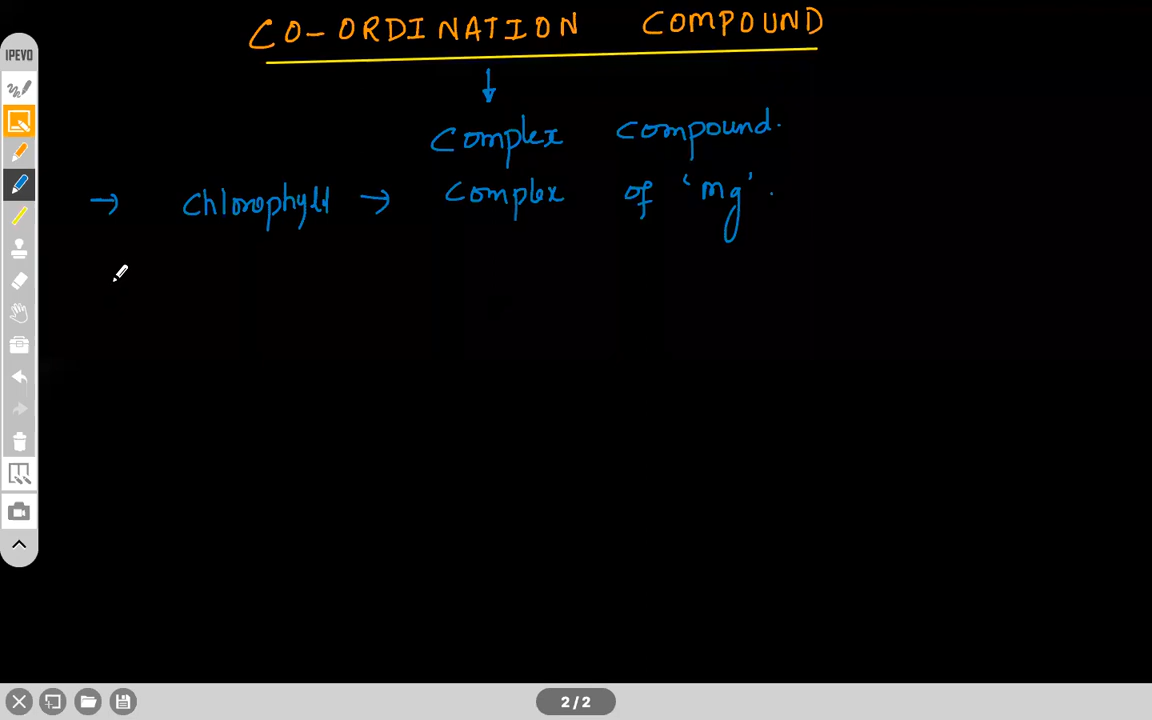 CO-ORDINATION COMPOUND
IPEVO
↓
Complex compound.
→ Chlorophyll → Complex of 'mg'.
2/2